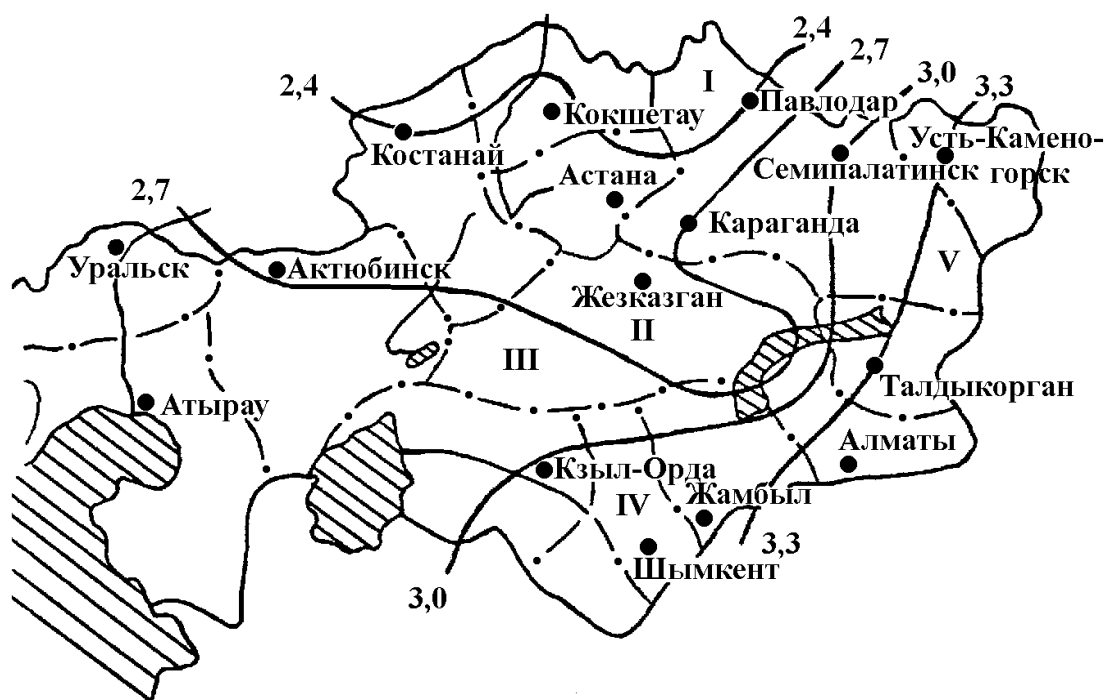 2,4
2,7
2,4
I
3,0
3,3
Павлодар
Кокшетау
Костанай
Усть-Камено-
горск
Семипалатинск
Астана
2,7
Караганда
Уральск
Актюбинск
V
Жезказган
II
III
Талдыкорган
Атырау
Алматы
Кзыл-Орда
Жамбыл
IV
3,3
Шымкент
3,0